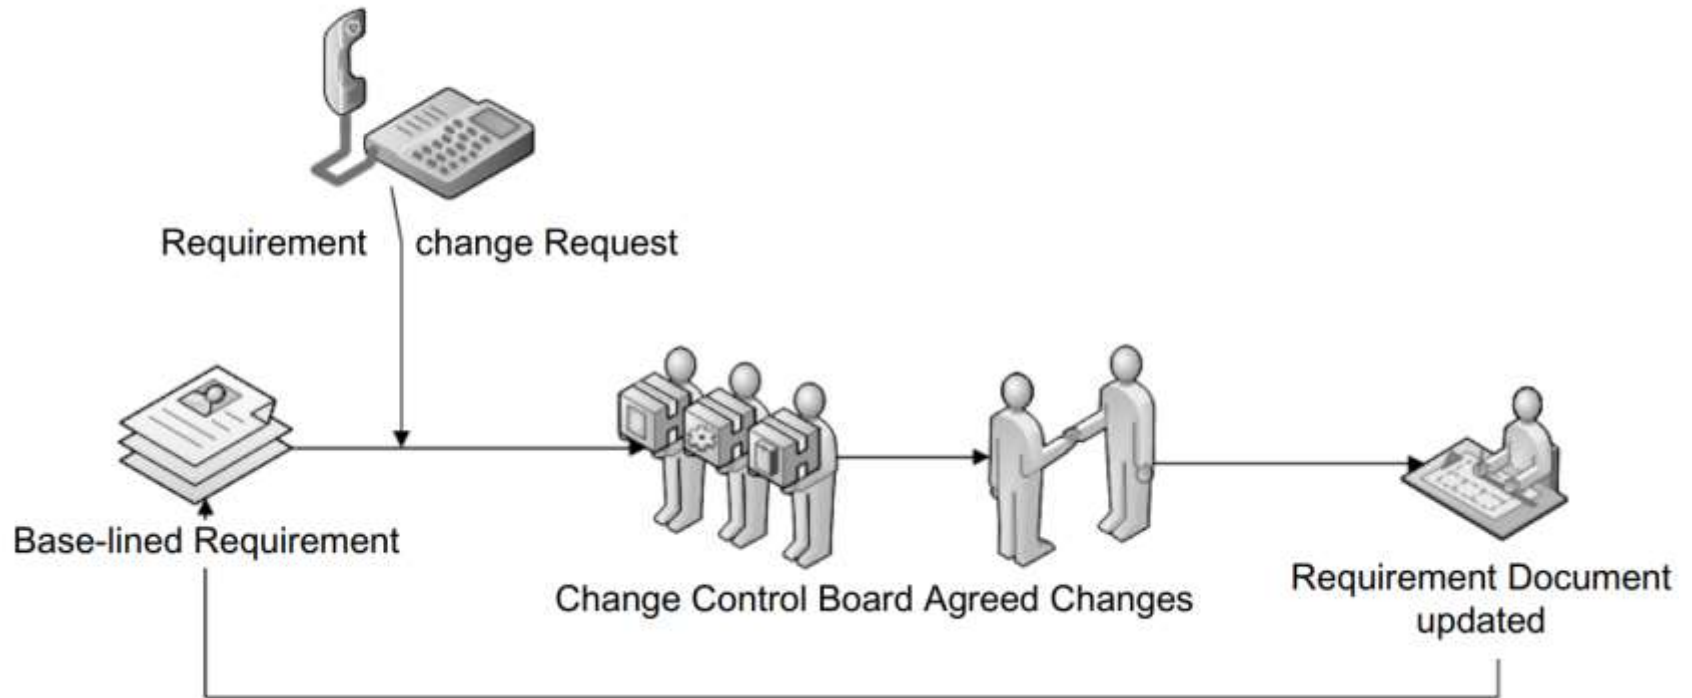 Requirement change Request
Base-lined Requirement
Change Control Board Agreed Changes
Requirement Document
updated